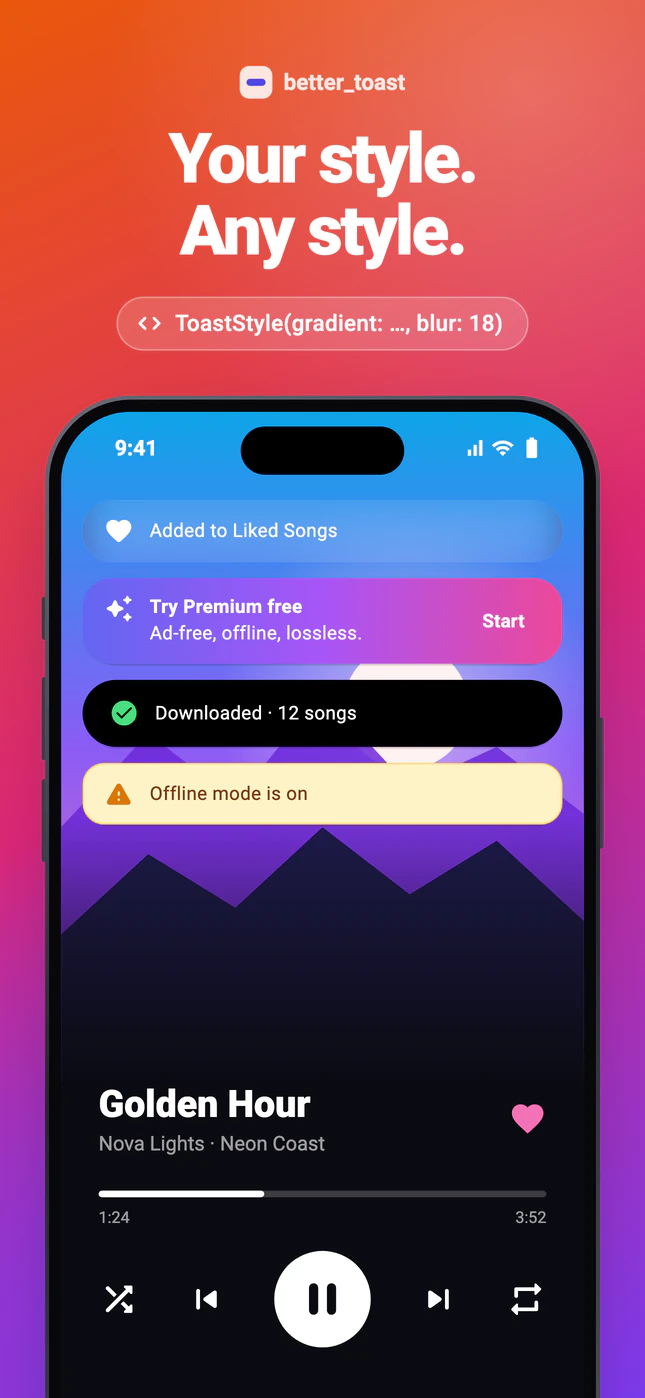 better_toast
Your style.
Any style.
<> ToastStyle(gradient: …, blur: 18)
9:41
Added to Liked Songs
Try Premium free
Ad-free, offline, lossless.
Start
Downloaded · 12 songs
Offline mode is on
Golden Hour
Nova Lights · Neon Coast
1:24
3:52